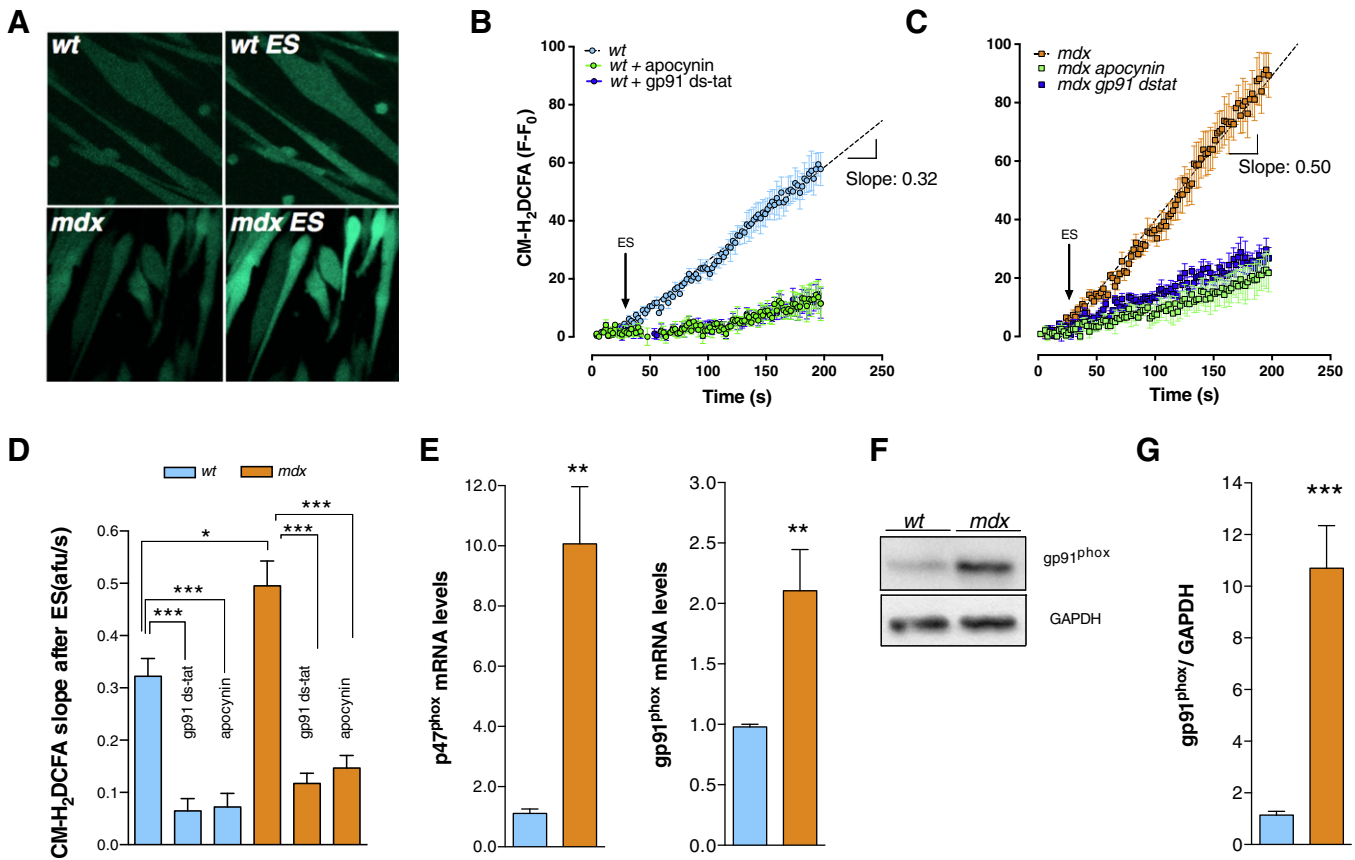 A
wt
wt ES
mdx
mdx ES
B
CM-H₂DCFA (F-F₀)
100
80
60
40
20
0
wt
wt + apocynin
wt + gp91 ds-tat
ES
Slope: 0.32
0 50 100 150 200 250
Time (s)
C
100
80
60
40
20
0
mdx
mdx apocynin
mdx gp91 dstat
ES
Slope: 0.50
0 50 100 150 200 250
Time (s)
D
wt mdx
CM-H₂DCFA slope after ES(afu/s)
0.6
0.5
0.4
0.3
0.2
0.1
0.0
*
***
***
***
***
gp91 ds-tat
apocynin
gp91 ds-tat
apocynin
E
p47phox mRNA levels
12.0
10.0
8.0
6.0
4.0
2.0
0.0
**
gp91phox mRNA levels
3.0
2.5
2.0
1.5
1.0
0.5
0.0
**
F
wt mdx
gp91phox
GAPDH
G
gp91phox/ GAPDH
14
12
10
8
6
4
2
0
***